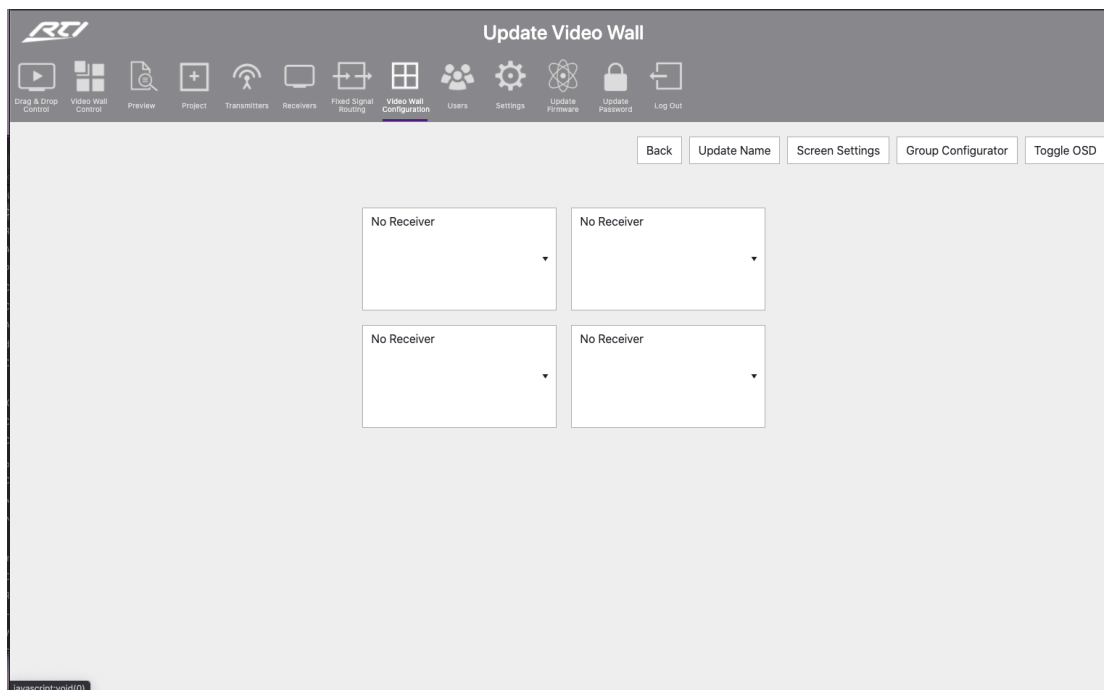 RTI
Update Video Wall
Drag & Drop
Control
Video Wall
Control
Preview
Project
Transmitters
Receivers
Fixed Signal
Routing
Video Wall
Configuration
Users
Settings
Update
Firmware
Update
Password
Log Out
Back
Update Name
Screen Settings
Group Configurator
Toggle OSD
No Receiver
No Receiver
No Receiver
No Receiver
javascript:void(0)